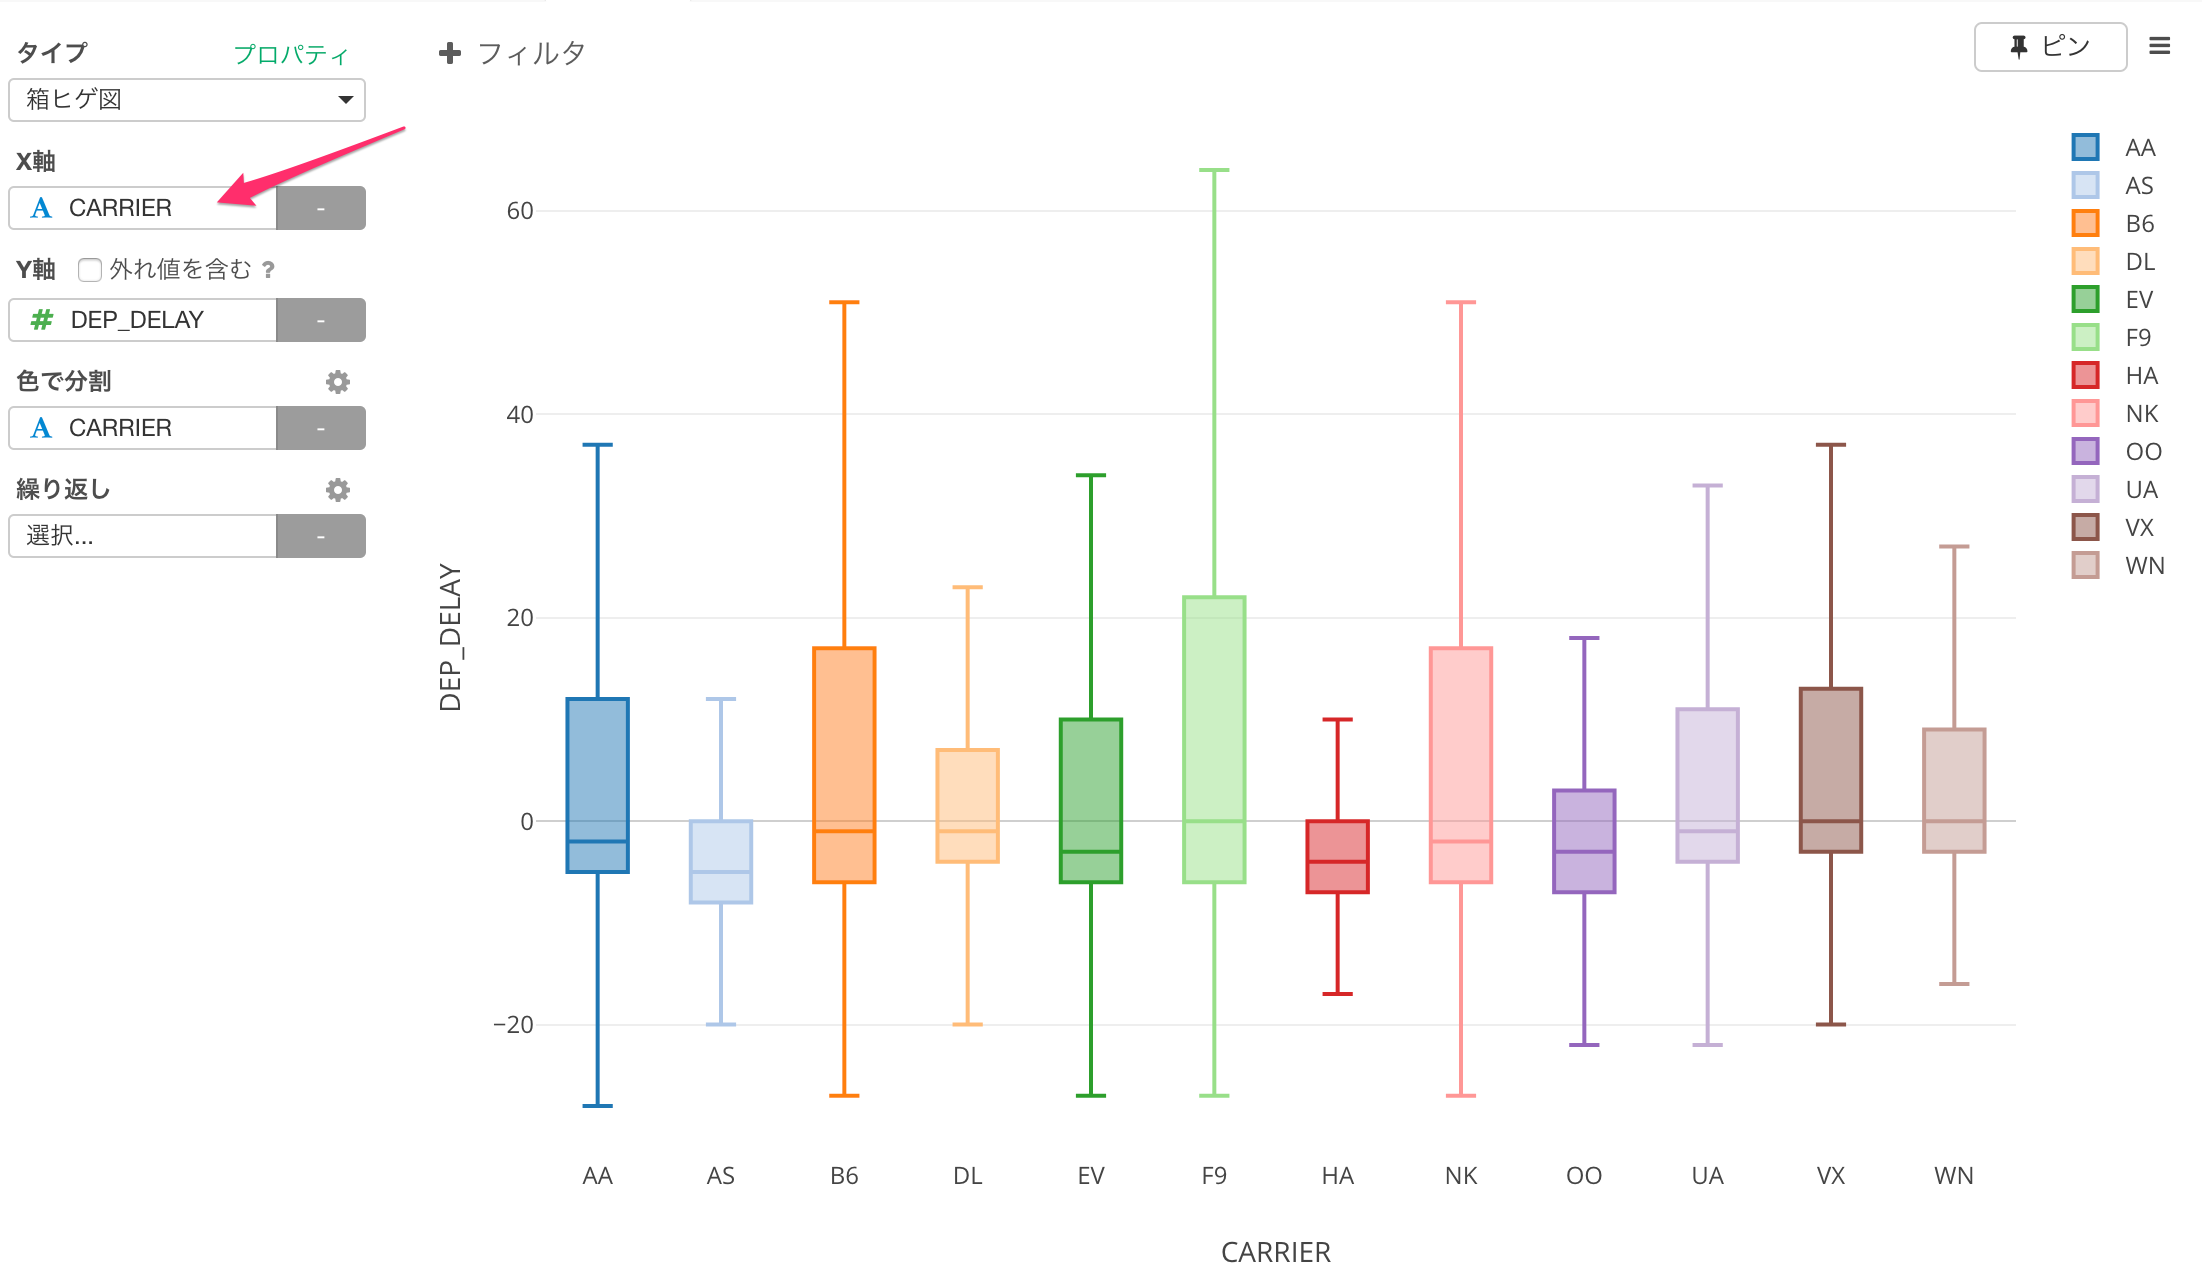 タイプ プロパティ
箱ヒゲ図
X軸
A CARRIER -
Y軸 外れ値を含む ?
# DEP_DELAY -
色で分割
A CARRIER -
繰り返し
選択... -
+ フィルタ
ピン
DEP_DELAY
60
40
20
0
−20
AA AS B6 DL EV F9 HA NK OO UA VX WN
CARRIER
AA
AS
B6
DL
EV
F9
HA
NK
OO
UA
VX
WN